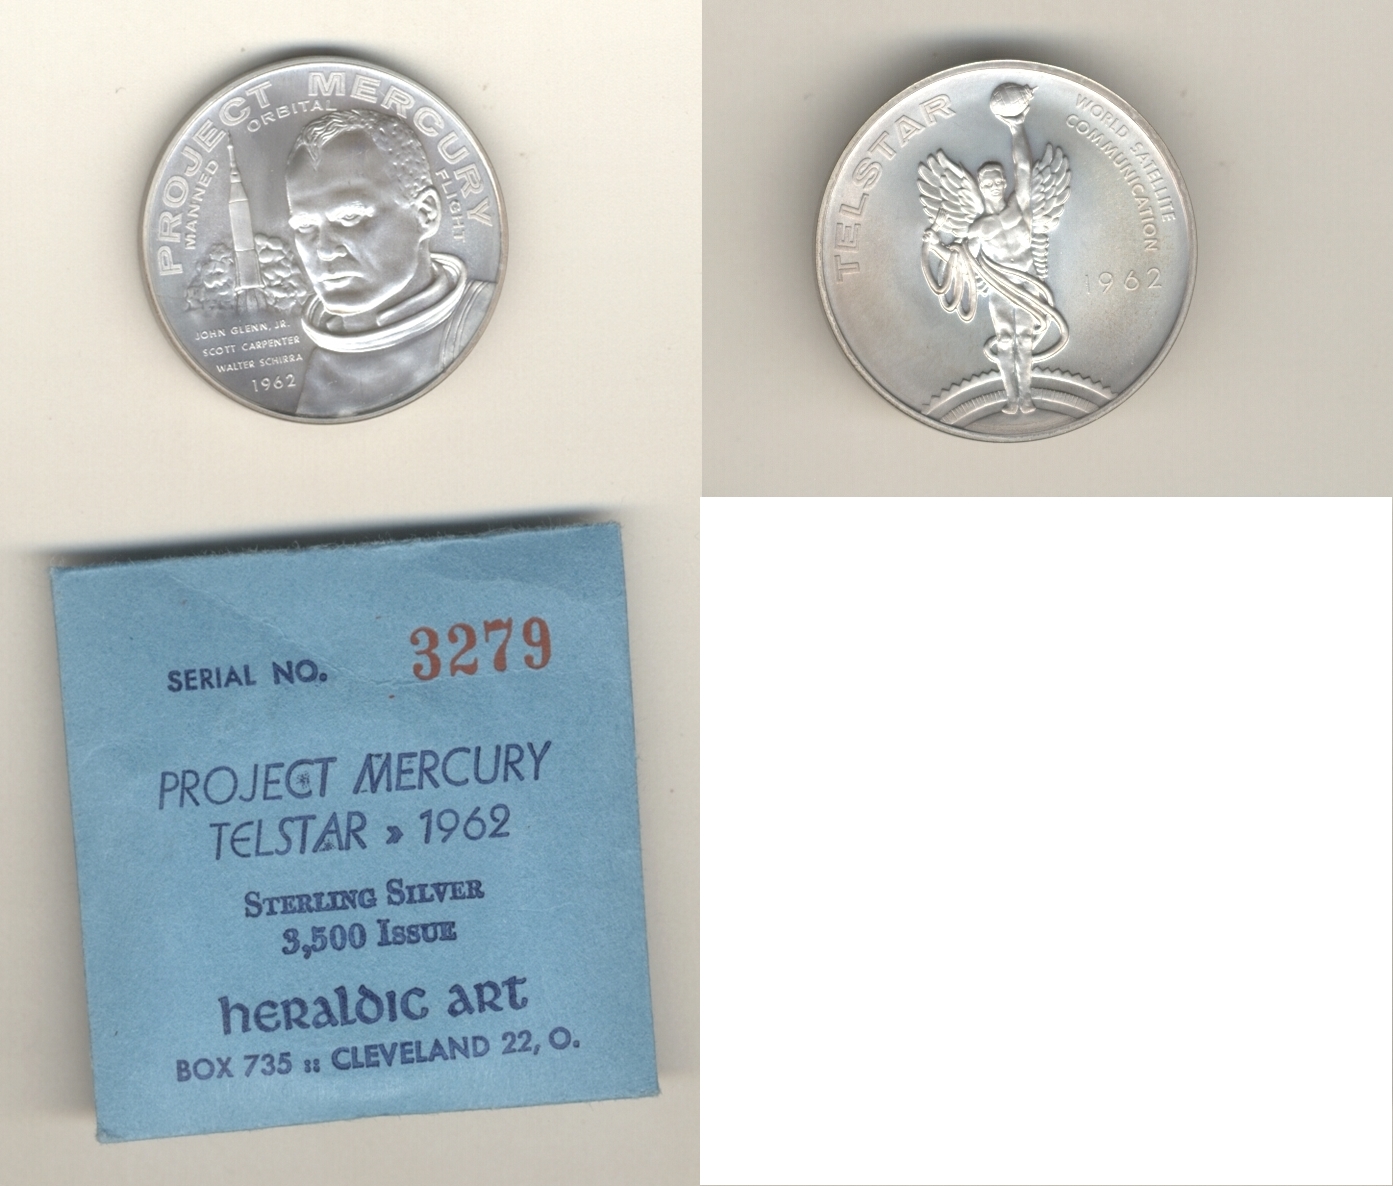 PROJECT MERCURY
MANNED ORBITAL FLIGHT
JOHN GLENN, JR.
SCOTT CARPENTER
WALTER SCHIRRA
1962
TELSTAR
WORLD SATELLITE
COMMUNICATION
1962
SERIAL NO. 3279
PROJECT MERCURY
TELSTAR » 1962
STERLING SILVER
3,500 ISSUE
heraldic art
BOX 735 :: CLEVELAND 22, O.